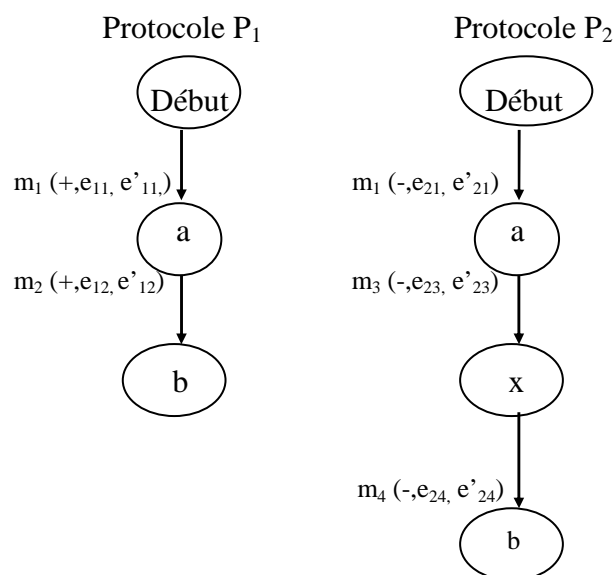 Protocole P₁
Début
m₁ (+,e₁₁, e’₁₁,)
a
m₂ (+,e₁₂, e’₁₂)
b
Protocole P₂
Début
m₁ (-,e₂₁, e’₂₁)
a
m₃ (-,e₂₃, e’₂₃)
x
m₄ (-,e₂₄, e’₂₄)
b